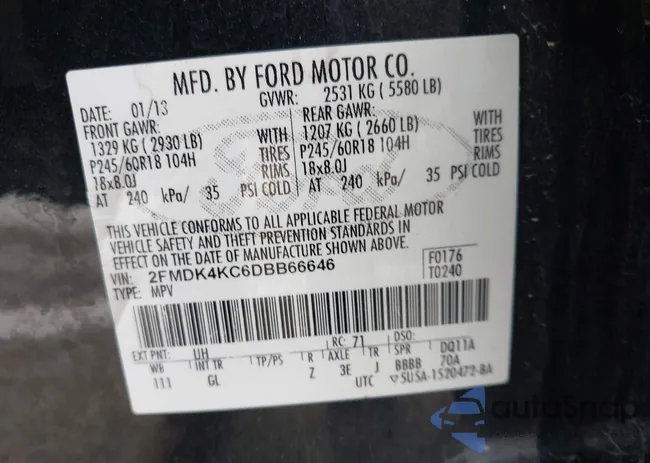 MFD. BY FORD MOTOR CO.
DATE: 01/13 GVWR: 2531 KG ( 5580 LB)
FRONT GAWR: REAR GAWR:
1329 KG ( 2930 LB) WITH 1207 KG ( 2660 LB) WITH
P245/60R18 104H TIRES P245/60R18 104H TIRES
18x8.0J RIMS 18x8.0J RIMS
AT 240 kPa/ 35 PSI COLD AT 240 kPa/ 35 PSI COLD
Ford
THIS VEHICLE CONFORMS TO ALL APPLICABLE FEDERAL MOTOR
VEHICLE SAFETY AND THEFT PREVENTION STANDARDS IN
EFFECT ON THE DATE OF MANUFACTURE SHOWN ABOVE.
VIN: 2FMDK4KC6DBB66646 F0176
TYPE: MPV T0240
EXT PNT: UH RC: 71 DSO:
WB INT TR TP/PS R AXLE TR SPR DQ11A
111 GL Z 3E J BBBB 70A
UTC ▽5USA-1520472-BA
autoSnap